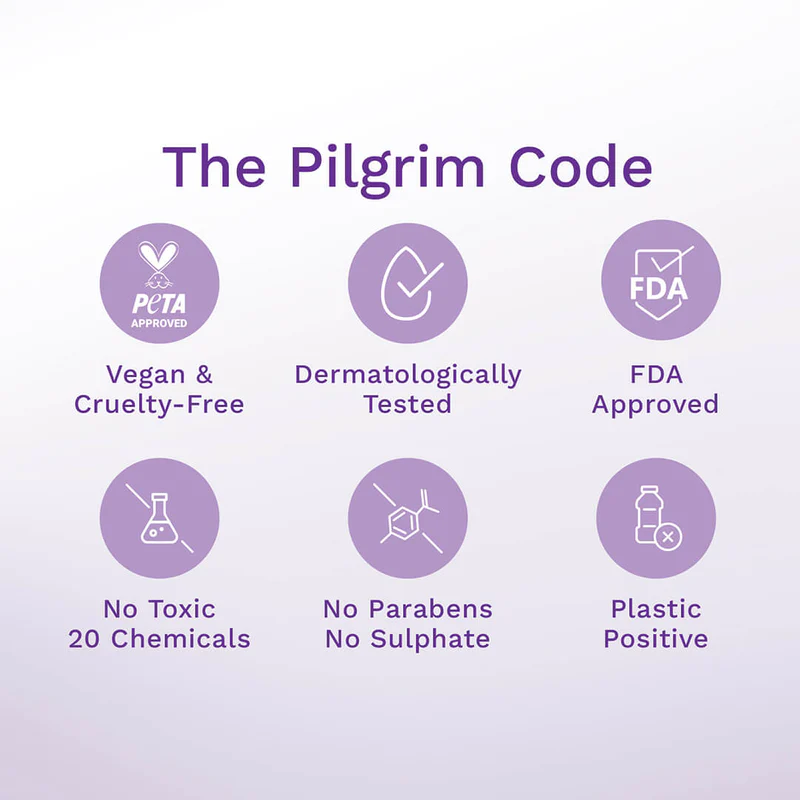 The Pilgrim Code
PETA
APPROVED
Vegan &
Cruelty-Free
Dermatologically
Tested
FDA
FDA
Approved
No Toxic
20 Chemicals
No Parabens
No Sulphate
Plastic
Positive